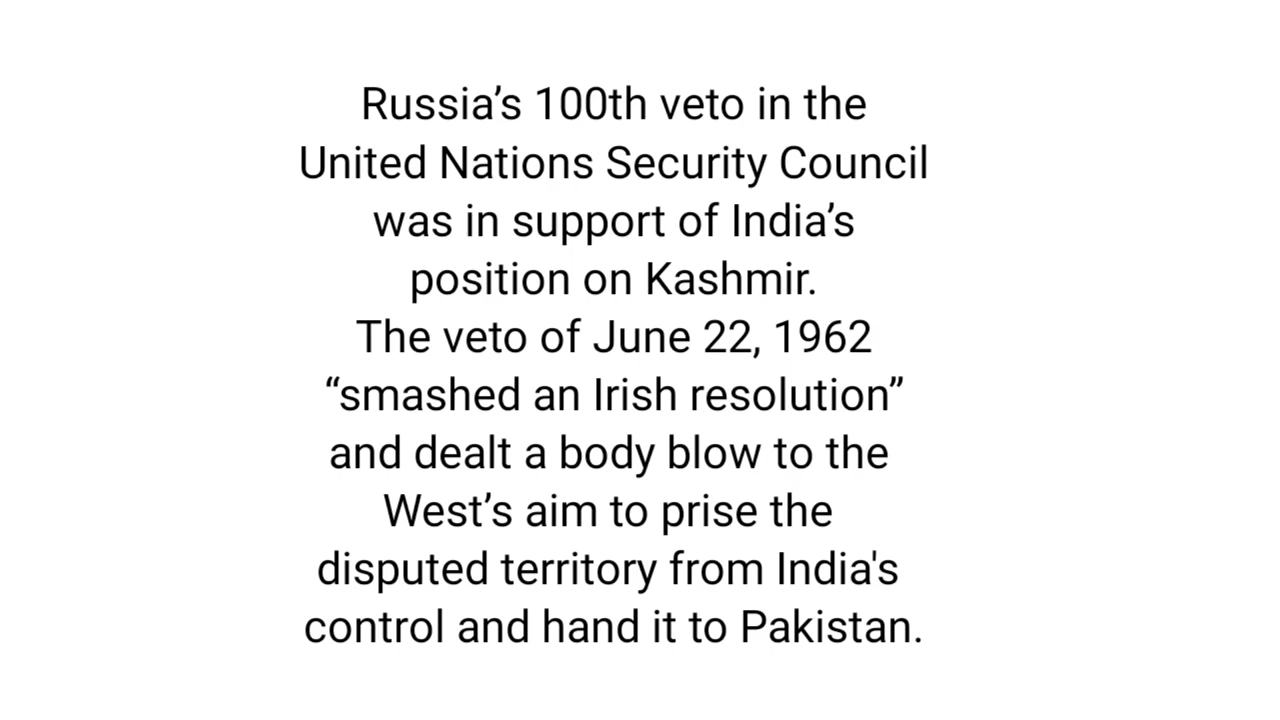 Russia’s 100th veto in the
United Nations Security Council
was in support of India’s
position on Kashmir.
The veto of June 22, 1962
“smashed an Irish resolution”
and dealt a body blow to the
West’s aim to prise the
disputed territory from India's
control and hand it to Pakistan.